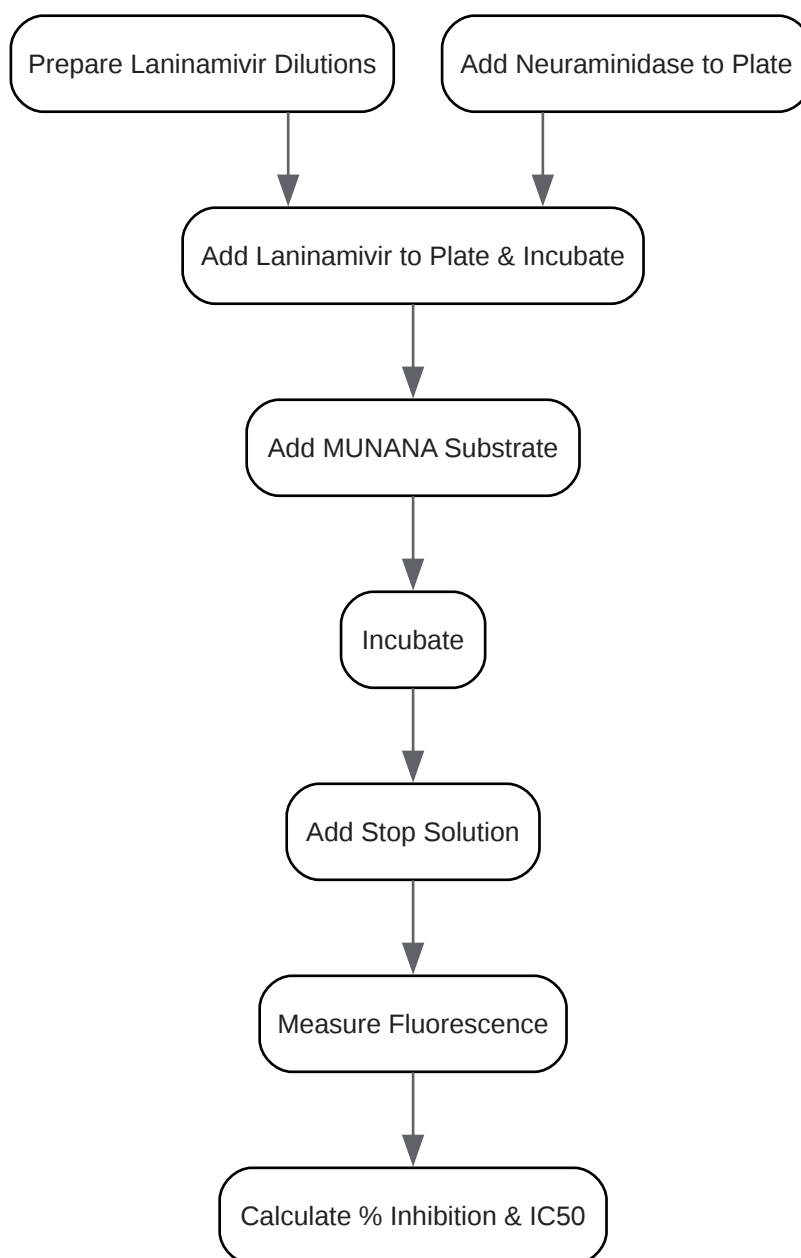 Prepare Laninamivir Dilutions
Add Neuraminidase to Plate
Add Laninamivir to Plate & Incubate
Add MUNANA Substrate
Incubate
Add Stop Solution
Measure Fluorescence
Calculate % Inhibition & IC50